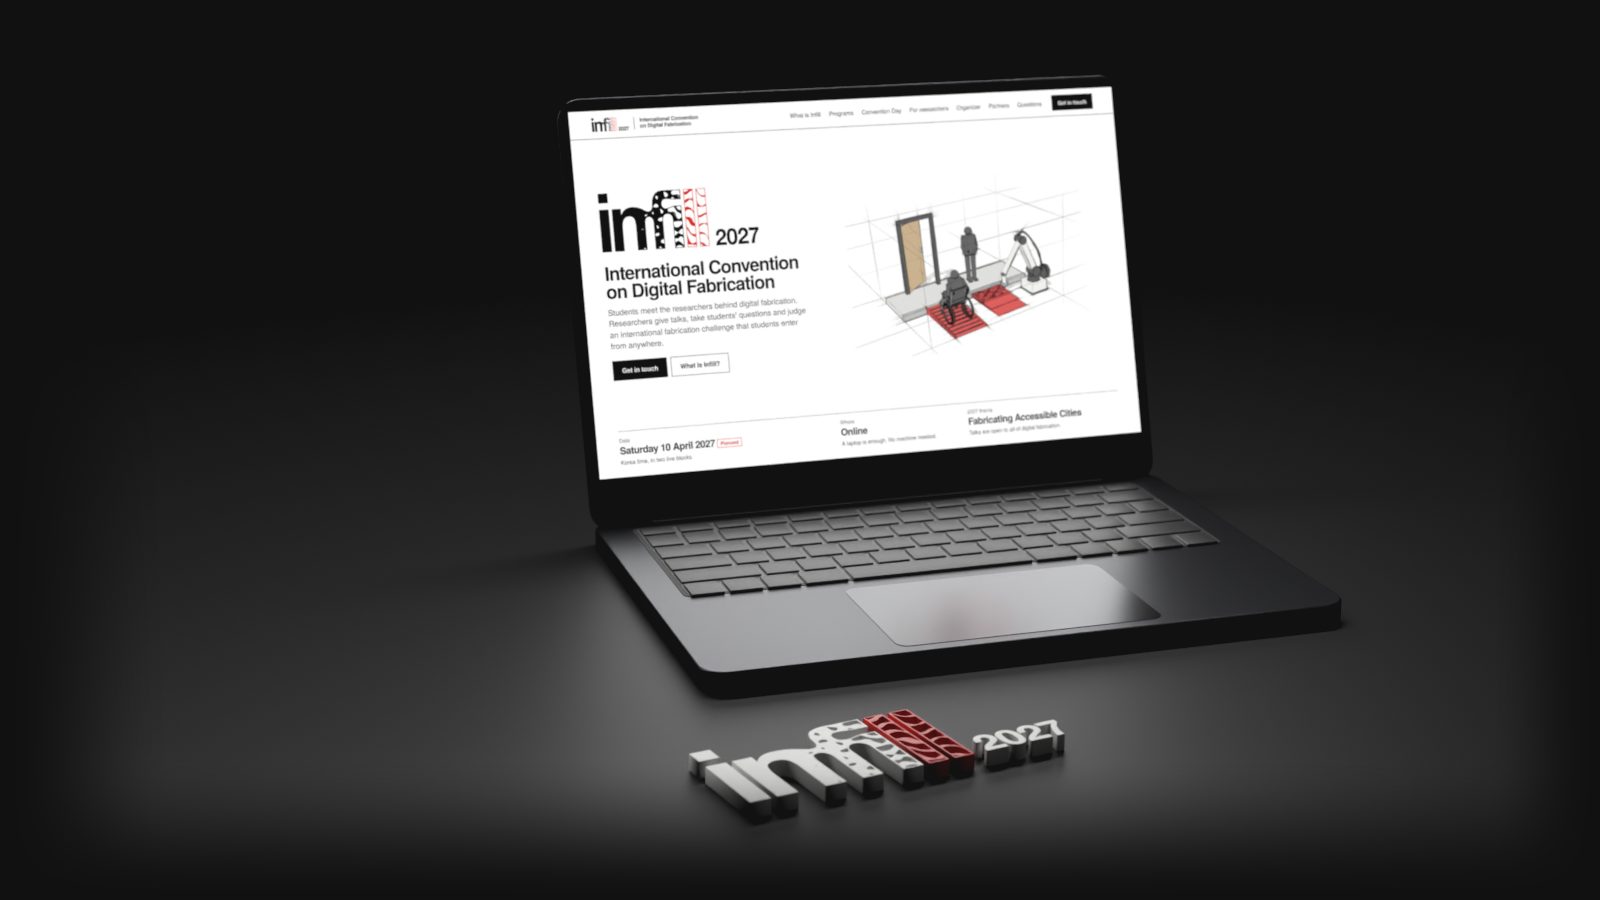 infill 2027
International Convention
on Digital Fabrication
What is Infill Programs Convention Day For researchers Organizer Partners Questions Get in touch
infill 2027
International Convention
on Digital Fabrication
Students meet the researchers behind digital fabrication.
Researchers give talks, take students' questions and judge
an international fabrication challenge that students enter
from anywhere.
Get in touch What is Infill?
Date
Saturday 10 April 2027 Planned
Korea time, in two live blocks
Where
Online
A laptop is enough. No machine needed.
2027 theme
Fabricating Accessible Cities
Talks are open to all of digital fabrication.
infill 2027